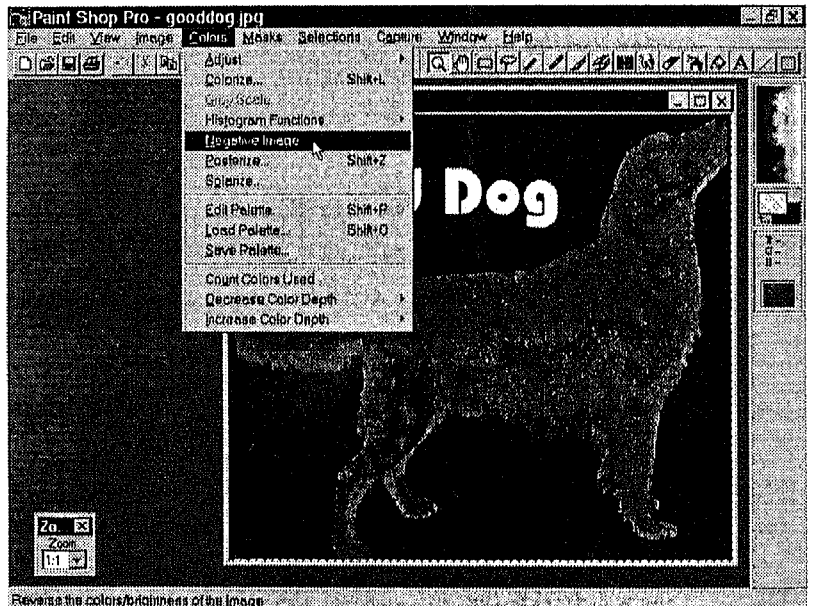 Paint Shop Pro - gooddog.jpg
File Edit View Image Colors Masks Selections Capture Window Help
Adjust
Colorize... Shift+L
Gray Scale
Histogram Functions
Negative Image
Posterize... Shift+Z
Solarize...
Edit Palette... Shift+P
Load Palette... Shift+O
Save Palette...
Count Colors Used
Decrease Color Depth
Increase Color Depth
Dog
Zo...
Zoom
1:1
Reverse the colors/brightness of the image